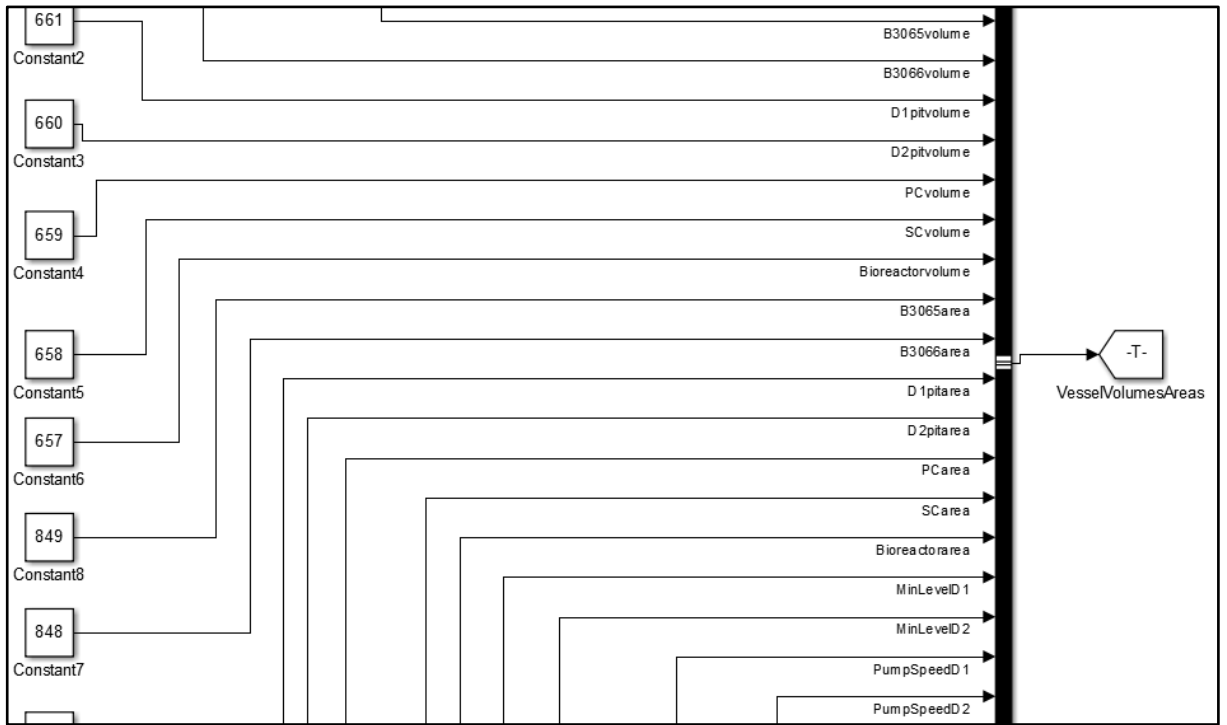 661
Constant2
660
Constant3
659
Constant4
658
Constant5
657
Constant6
849
Constant8
848
Constant7
B3065volume
B3066volume
D1pitvolume
D2pitvolume
PCvolume
SCvolume
Bioreactorvolume
B3065area
B3066area
D1pitarea
D2pitarea
PCarea
SCarea
Bioreactorarea
MinLevelD1
MinLevelD2
PumpSpeedD1
PumpSpeedD2
-T-
VesselVolumesAreas